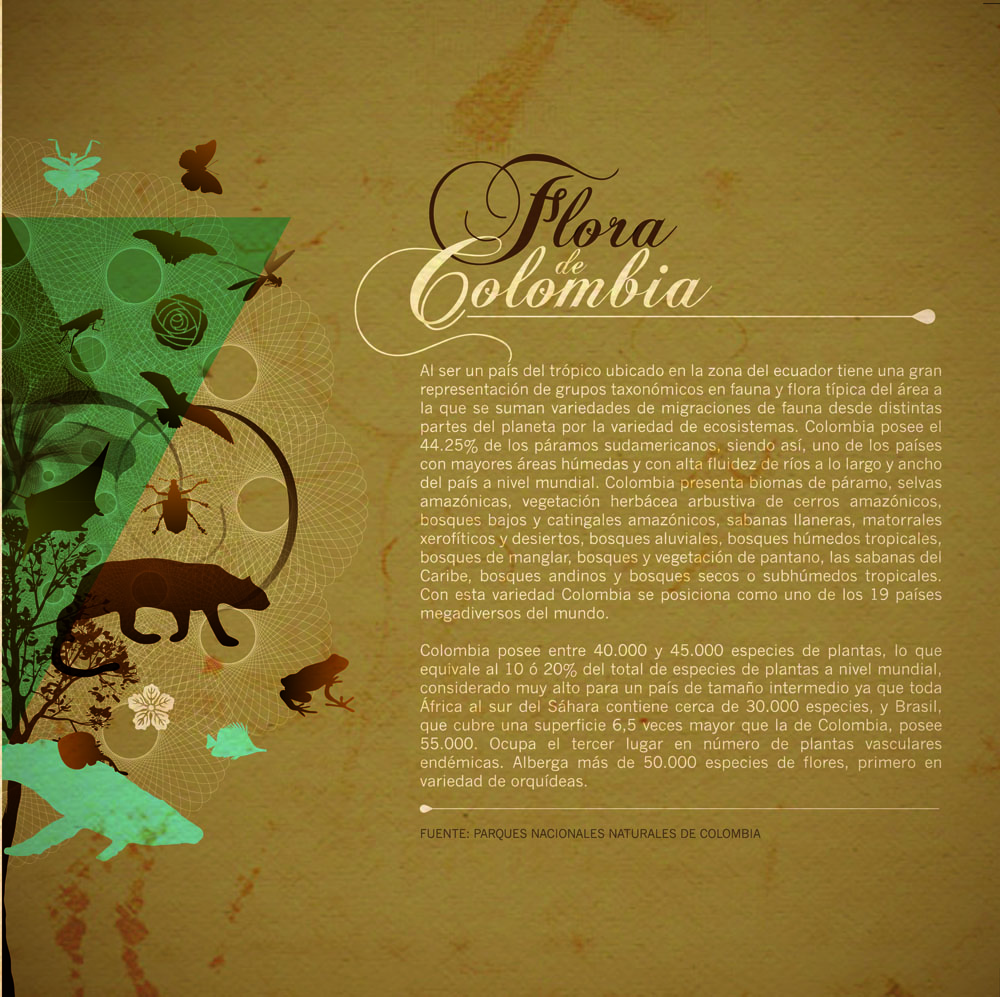 Flora
de
Colombia
Al ser un país del trópico ubicado en la zona del ecuador tiene una gran
representación de grupos taxonómicos en fauna y flora típica del área a
la que se suman variedades de migraciones de fauna desde distintas
partes del planeta por la variedad de ecosistemas. Colombia posee el
44.25% de los páramos sudamericanos, siendo así, uno de los países
con mayores áreas húmedas y con alta fluidez de ríos a lo largo y ancho
del país a nivel mundial. Colombia presenta biomas de páramo, selvas
amazónicas, vegetación herbácea arbustiva de cerros amazónicos,
bosques bajos y catingales amazónicos, sabanas llaneras, matorrales
xerofíticos y desiertos, bosques aluviales, bosques húmedos tropicales,
bosques de manglar, bosques y vegetación de pantano, las sabanas del
Caribe, bosques andinos y bosques secos o subhúmedos tropicales.
Con esta variedad Colombia se posiciona como uno de los 19 países
megadiversos del mundo.
Colombia posee entre 40.000 y 45.000 especies de plantas, lo que
equivale al 10 ó 20% del total de especies de plantas a nivel mundial,
considerado muy alto para un país de tamaño intermedio ya que toda
África al sur del Sáhara contiene cerca de 30.000 especies, y Brasil,
que cubre una superficie 6,5 veces mayor que la de Colombia, posee
55.000. Ocupa el tercer lugar en número de plantas vasculares
endémicas. Alberga más de 50.000 especies de flores, primero en
variedad de orquídeas.
FUENTE: PARQUES NACIONALES NATURALES DE COLOMBIA